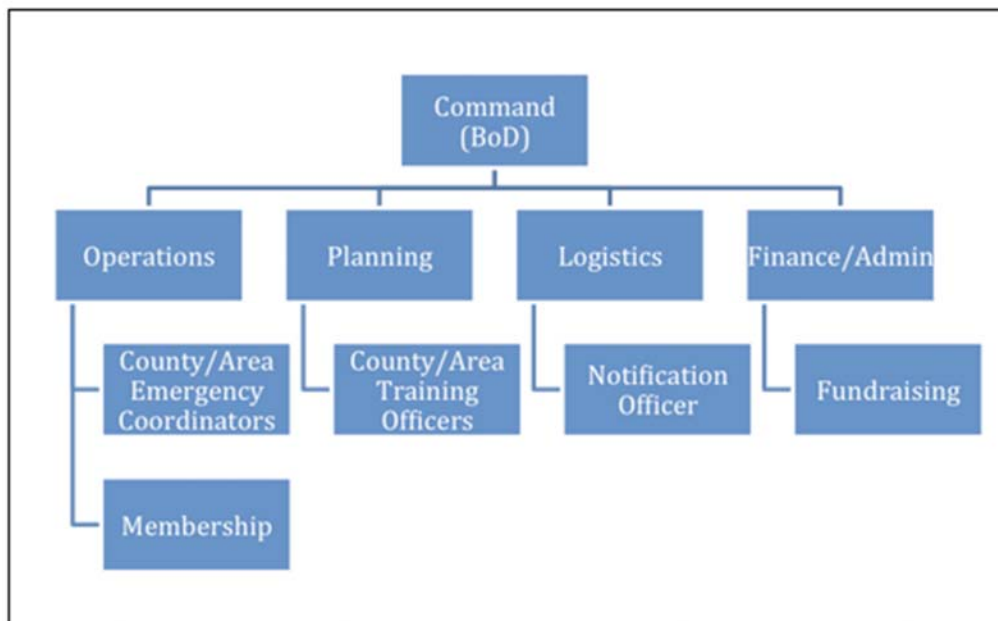 Command
(BoD)
Operations
Planning
Logistics
Finance/Admin
County/Area
Emergency
Coordinators
County/Area
Training
Officers
Notification
Officer
Fundraising
Membership